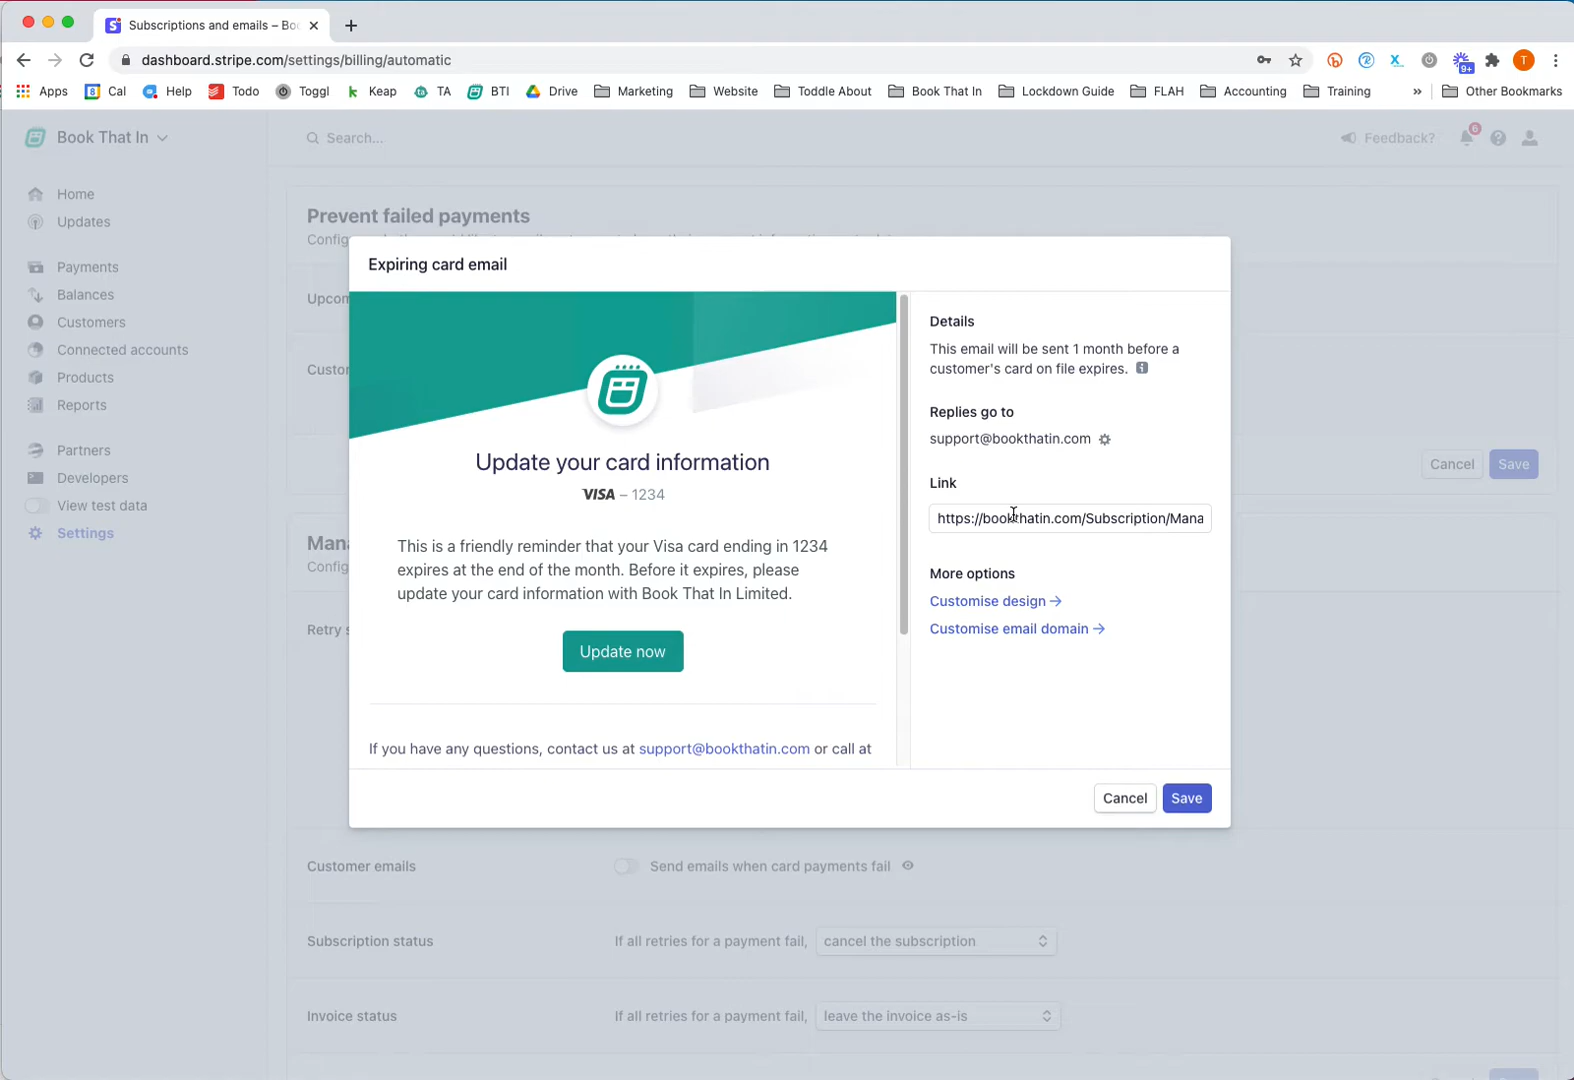 Subscriptions and emails – Boo
dashboard.stripe.com/settings/billing/automatic
Apps
Cal
Help
Todo
Toggl
Keap
TA
BTI
Drive
Marketing
Website
Toddle About
Book That In
Lockdown Guide
FLAH
Accounting
Training
»
Other Bookmarks
9+
T
Book That In
Search...
Feedback?
6
Home
Updates
Payments
Balances
Customers
Connected accounts
Products
Reports
Partners
Developers
View test data
Settings
Prevent failed payments
Expiring card email
Update your card information
VISA – 1234
This is a friendly reminder that your Visa card ending in 1234
expires at the end of the month. Before it expires, please
update your card information with Book That In Limited.
Update now
If you have any questions, contact us at support@bookthatin.com or call at
Details
This email will be sent 1 month before a
customer's card on file expires.
Replies go to
support@bookthatin.com
Link
https://bookthatin.com/Subscription/Mana
More options
Customise design →
Customise email domain →
Cancel
Save
Cancel
Save
Customer emails
Send emails when card payments fail
Subscription status
If all retries for a payment fail,
cancel the subscription
Invoice status
If all retries for a payment fail,
leave the invoice as-is